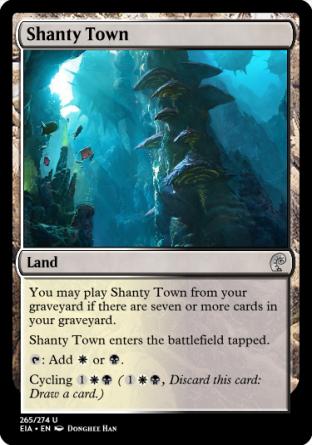 Shanty Town
Land
You may play Shanty Town from your
graveyard if there are seven or more cards in
your graveyard.
Shanty Town enters the battlefield tapped.
: Add or .
Cycling 1 ( 1 , Discard this card:
Draw a card.)
265/274 U
EIA • EN Donghee Han